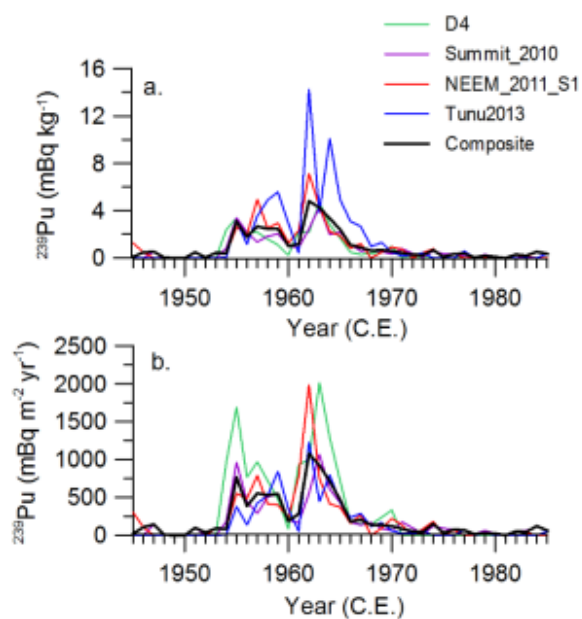 D4
Summit_2010
NEEM_2011_S1
Tunu2013
Composite
a.
²³⁹Pu (mBq kg⁻¹)
16
12
8
4
0
1950 1960 1970 1980
Year (C.E.)
b.
²³⁹Pu (mBq m⁻² yr⁻¹)
2500
2000
1500
1000
500
0
1950 1960 1970 1980
Year (C.E.)